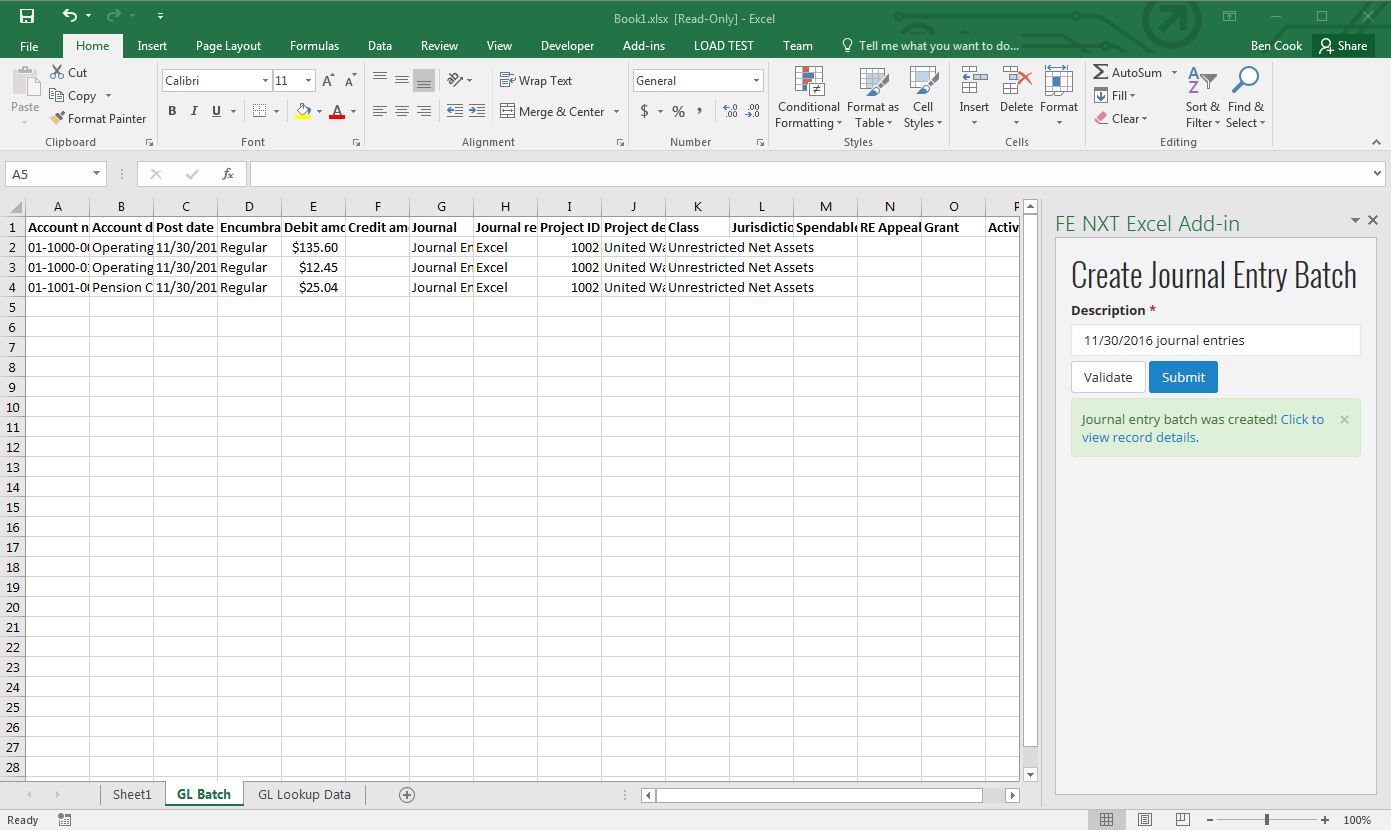 Book1.xlsx [Read-Only] - Excel
File Home Insert Page Layout Formulas Data Review View Developer Add-ins LOAD TEST Team Tell me what you want to do... Ben Cook Share
Paste
Cut
Copy
Format Painter
Clipboard
Calibri 11
B I U A
Font
Wrap Text
Merge & Center
Alignment
General
$ % ,
Number
Conditional Formatting
Format as Table
Cell Styles
Styles
Insert Delete Format
Cells
AutoSum
Fill
Clear
Sort & Filter
Find & Select
Editing
A5 fx
A B C D E F G H I J K L M N O P
1 Account n Account d Post date Encumbra Debit amo Credit am Journal Journal re Project ID Project de Class Jurisdictio Spendable RE Appeal Grant Activ
2 01-1000-0 Operating 11/30/201 Regular $135.60 Journal En Excel 1002 United Wa Unrestricted Net Assets
3 01-1000-0 Operating 11/30/201 Regular $12.45 Journal En Excel 1002 United Wa Unrestricted Net Assets
4 01-1001-0 Pension C 11/30/201 Regular $25.04 Journal En Excel 1002 United Wa Unrestricted Net Assets
5
6
7
8
9
10
11
12
13
14
15
16
17
18
19
20
21
22
23
24
25
26
27
28
FE NXT Excel Add-in
Create Journal Entry Batch
Description *
11/30/2016 journal entries
Validate Submit
Journal entry batch was created! Click to
view record details.
Sheet1 GL Batch GL Lookup Data
Ready 100%